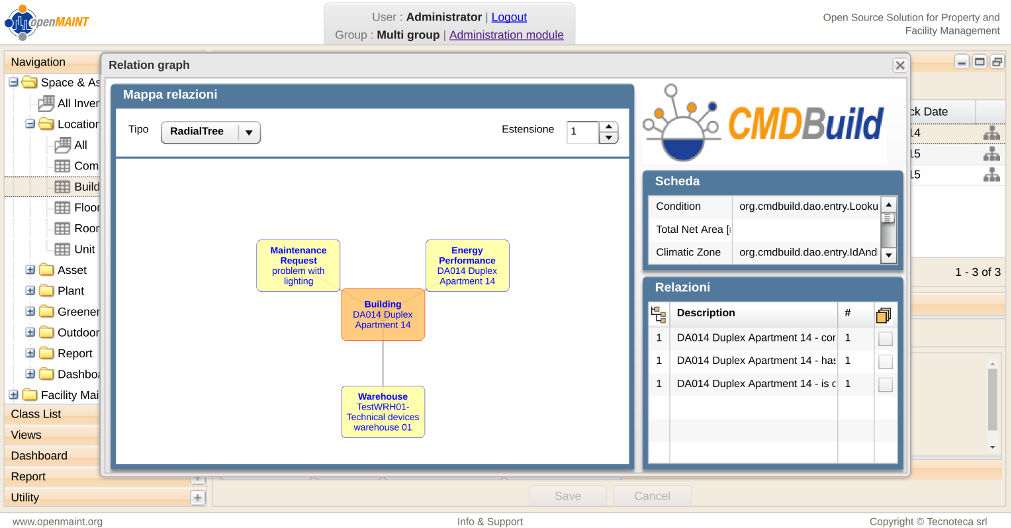 openMAINT
User : Administrator | Logout
Group : Multi group | Administration module
Open Source Solution for Property and
Facility Management
Navigation
Space & As
All Inver
Location
All
Com
Build
Floor
Roor
Unit
Asset
Plant
Greener
Outdoor
Report
Dashboa
Facility Mai
Class List
Views
Dashboard
Report
Utility
Relation graph
Mappa relazioni
Tipo
RadialTree
Estensione
1
Maintenance
Request
problem with
lighting
Energy
Performance
DA014 Duplex
Apartment 14
Building
DA014 Duplex
Apartment 14
Warehouse
TestWRH01-
Technical devices
warehouse 01
CMDBuild
Scheda
Condition org.cmdbuild.dao.entry.Looku
Total Net Area [
Climatic Zone org.cmdbuild.dao.entry.IdAnd
Relazioni
Description #
1 DA014 Duplex Apartment 14 - cor 1
1 DA014 Duplex Apartment 14 - has 1
1 DA014 Duplex Apartment 14 - is c 1
ck Date
14
15
15
1 - 3 of 3
Save
Cancel
www.openmaint.org
Info & Support
Copyright © Tecnoteca srl